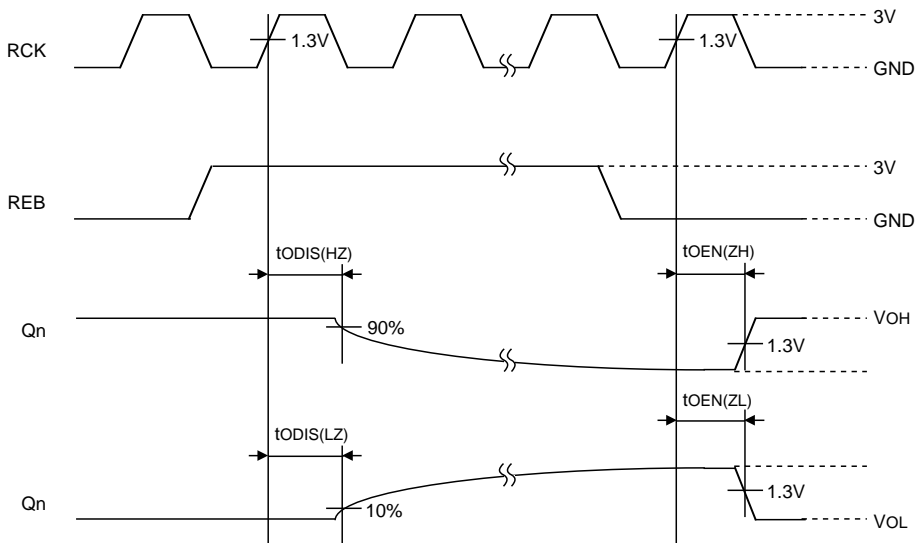 3V
RCK
1.3V
1.3V
GND
3V
REB
GND
tODIS(HZ)
tOEN(ZH)
VOH
Qn
90%
1.3V
tODIS(LZ)
tOEN(ZL)
Qn
10%
1.3V
VOL